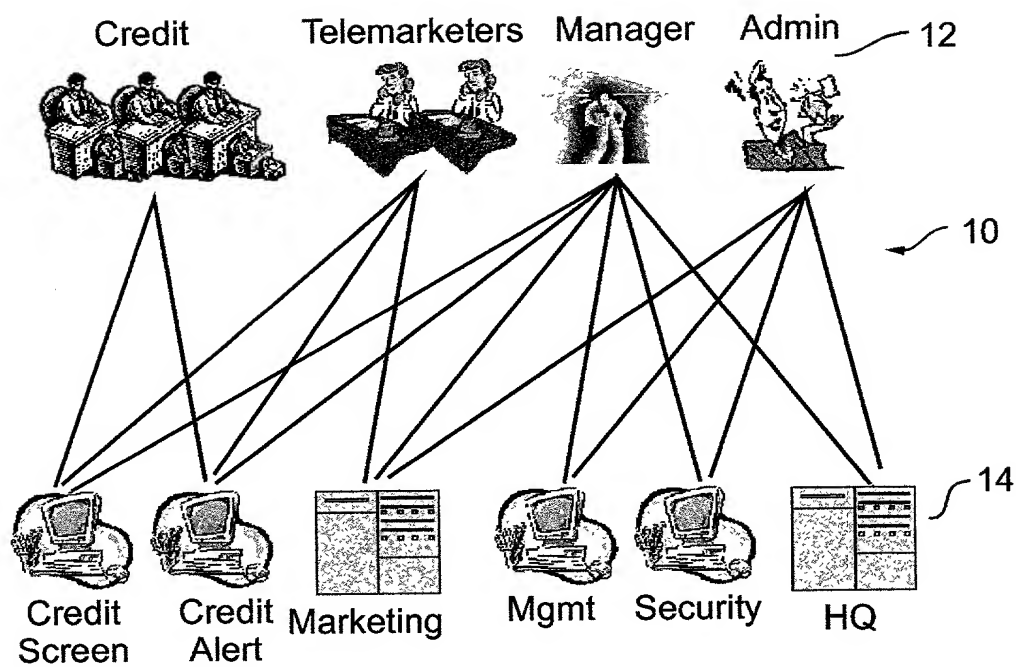 Credit
Telemarketers
Manager
Admin
12
10
14
Credit
Screen
Credit
Alert
Marketing
Mgmt
Security
HQ